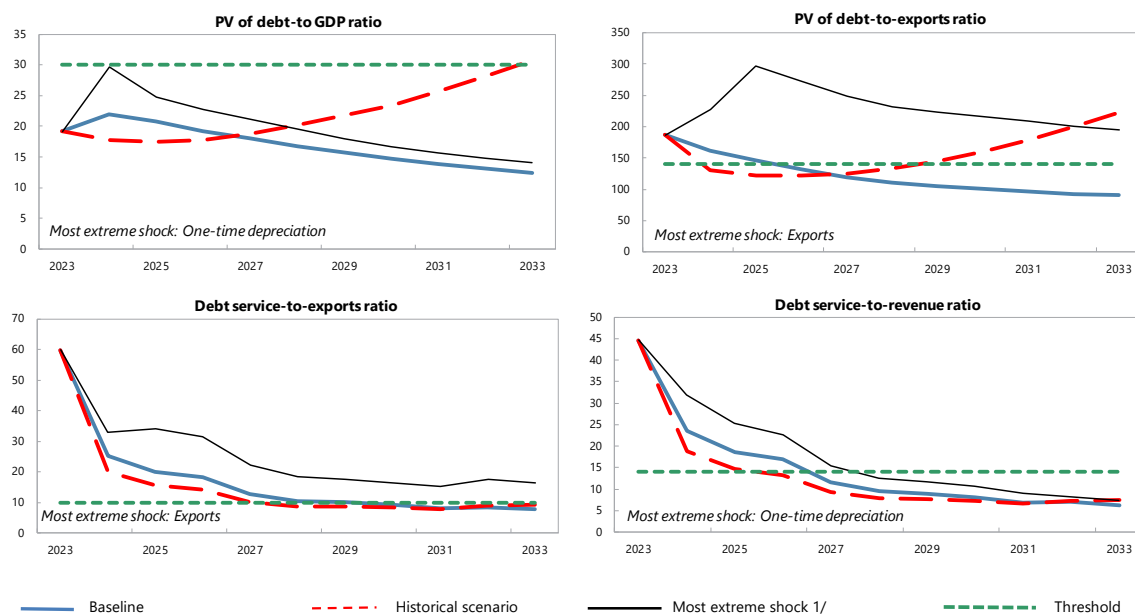 PV of debt-to GDP ratio
35
30
25
20
15
10
5
0
Most extreme shock: One-time depreciation
2023 2025 2027 2029 2031 2033
PV of debt-to-exports ratio
350
300
250
200
150
100
50
0
Most extreme shock: Exports
2023 2025 2027 2029 2031 2033
Debt service-to-exports ratio
70
60
50
40
30
20
10
0
Most extreme shock: Exports
2023 2025 2027 2029 2031 2033
Debt service-to-revenue ratio
50
45
40
35
30
25
20
15
10
5
0
Most extreme shock: One-time depreciation
2023 2025 2027 2029 2031 2033
Baseline Historical scenario Most extreme shock 1/ Threshold